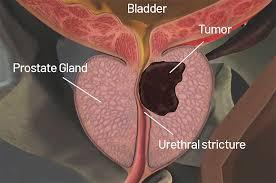 Bladder
Tumor
Prostate Gland
Urethral stricture